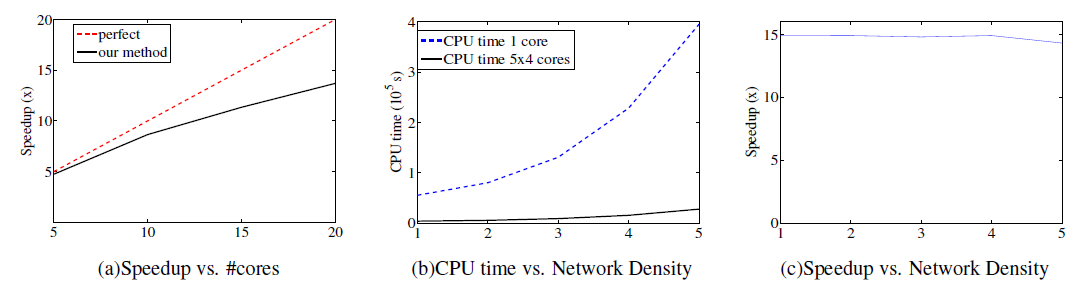 20
15
10
5
5
10
15
20
Speedup (x)
perfect
our method
(a)Speedup vs. #cores
4
3
2
1
0
1
2
3
4
5
CPU time (10^5 s)
CPU time 1 core
CPU time 5x4 cores
(b)CPU time vs. Network Density
15
10
5
0
1
2
3
4
5
Speedup (x)
(c)Speedup vs. Network Density